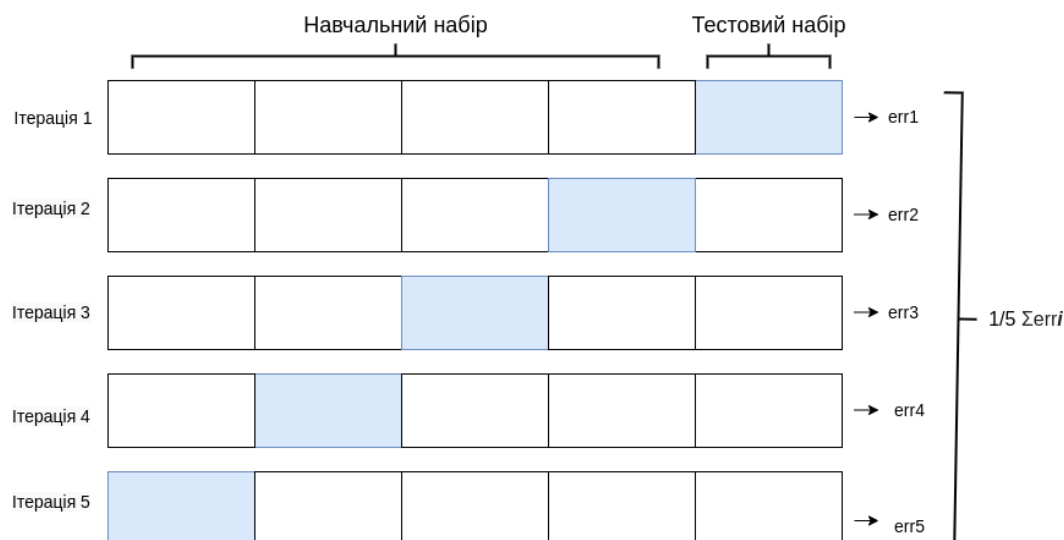 Навчальний набір
Тестовий набір
Ітерація 1
err1
Ітерація 2
err2
Ітерація 3
err3
1/5 Σerri
Ітерація 4
err4
Ітерація 5
err5